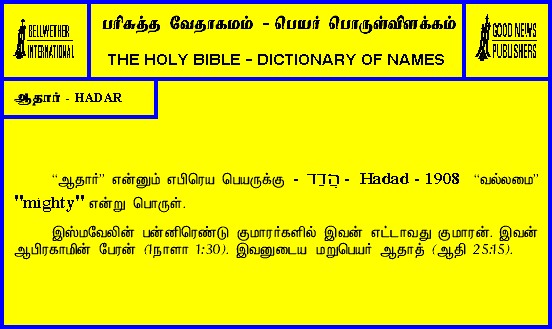 BELLWETHER
INTERNATIONAL
பரிசுத்த வேதாகமம் - பெயர் பொருள்விளக்கம்
THE HOLY BIBLE - DICTIONARY OF NAMES
GOOD NEWS
PUBLISHERS
ஆதார் - HADAR
“ஆதார்” என்னும் எபிரெய பெயருக்கு - הֲדַד - Hadad - 1908 “வல்லமை”
"mighty" என்று பொருள்.
இஸ்மவேலின் பன்னிரெண்டு குமாரர்களில் இவன் எட்டாவது குமாரன். இவன்
ஆபிரகாமின் பேரன் (1நாளா 1:30). இவனுடைய மறுபெயர் ஆதாத் (ஆதி 25:15).